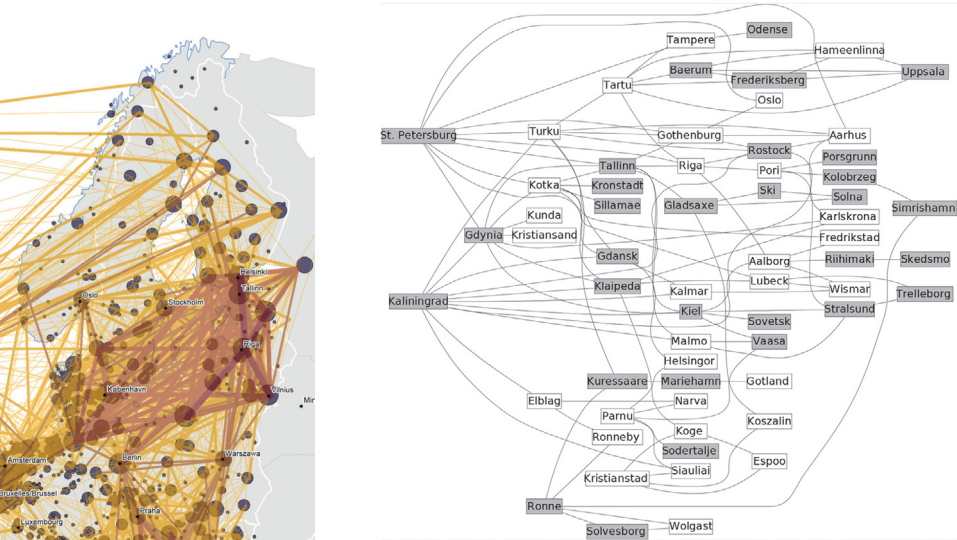 Helsinki
Tallinn
Oslo
Stockholm
Riga
København
Vilnius
Min
Amsterdam
Berlin
Warszawa
Bruxelles/Brussel
Praha
Luxembourg
Odense
Tampere
Hameenlinna
Baerum
Uppsala
Frederiksberg
Tartu
Oslo
St. Petersburg
Turku
Gothenburg
Aarhus
Rostock
Porsgrunn
Tallinn
Riga
Pori
Kolobrzeg
Kotka
Kronstadt
Ski
Solna
Sillamae
Gladsaxe
Simrishamn
Kunda
Karlskrona
Gdynia
Kristiansand
Fredrikstad
Gdansk
Aalborg
Riihimaki
Skedsmo
Klaipeda
Lubeck
Kalmar
Wismar
Trelleborg
Kaliningrad
Kiel
Stralsund
Sovetsk
Malmo
Vaasa
Helsingor
Kuressaare
Mariehamn
Gotland
Elblag
Narva
Parnu
Koszalin
Koge
Ronneby
Sodertalje
Espoo
Siauliai
Kristianstad
Ronne
Wolgast
Solvesborg